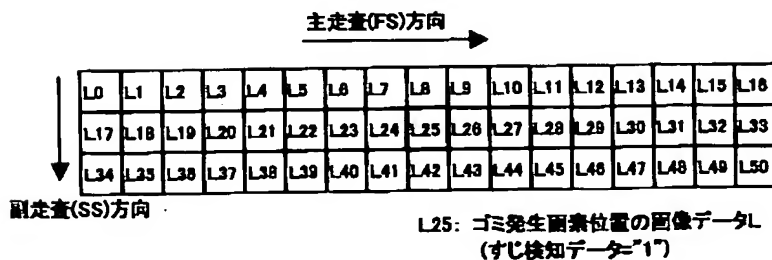 主走査(FS)方向
L0 L1 L2 L3 L4 L5 L6 L7 L8 L9 L10 L11 L12 L13 L14 L15 L16
L17 L18 L19 L20 L21 L22 L23 L24 L25 L26 L27 L28 L29 L30 L31 L32 L33
L34 L35 L36 L37 L38 L39 L40 L41 L42 L43 L44 L45 L46 L47 L48 L49 L50
副走査(SS)方向
L25: ゴミ発生画素位置の画像データL
(すじ検知データ="1")